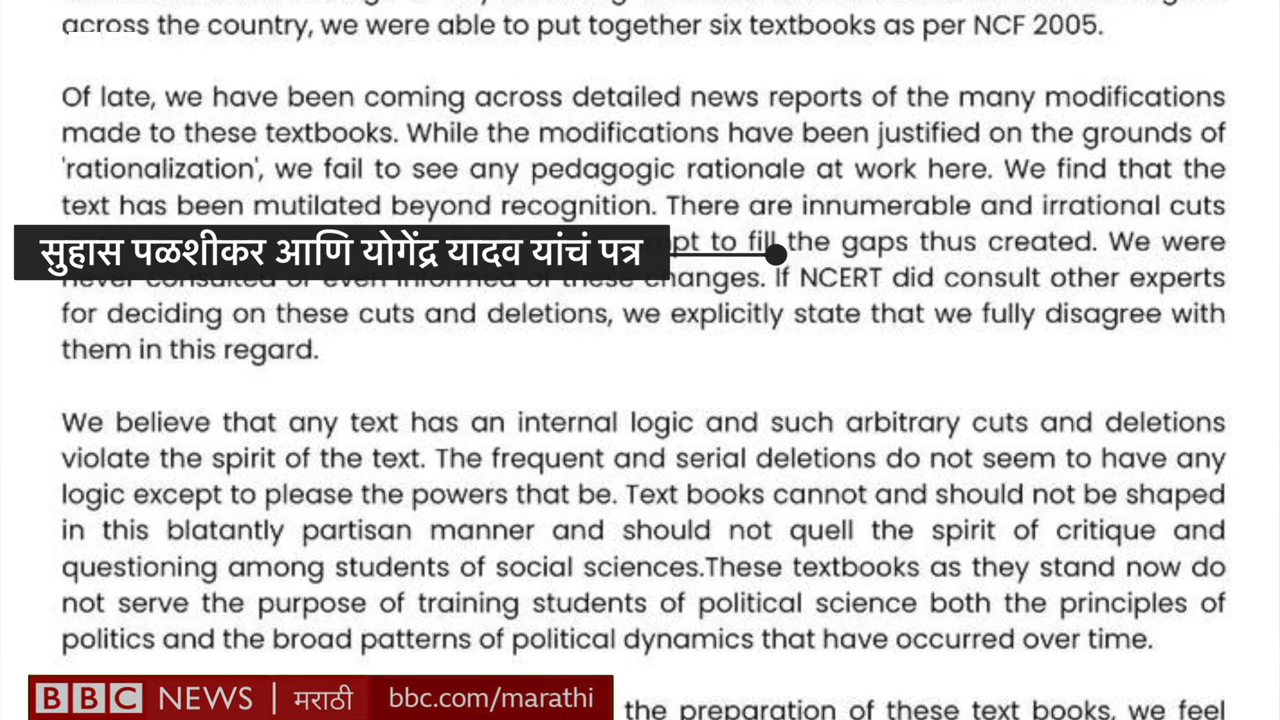 across the country, we were able to put together six textbooks as per NCF 2005.
Of late, we have been coming across detailed news reports of the many modifications
made to these textbooks. While the modifications have been justified on the grounds of
'rationalization', we fail to see any pedagogic rationale at work here. We find that the
text has been mutilated beyond recognition. There are innumerable and irrational cuts
सुहास पळशीकर आणि योगेंद्र यादव यांचं पत्र
to fill the gaps thus created. We were
never consulted or even informed of these changes. If NCERT did consult other experts
for deciding on these cuts and deletions, we explicitly state that we fully disagree with
them in this regard.
We believe that any text has an internal logic and such arbitrary cuts and deletions
violate the spirit of the text. The frequent and serial deletions do not seem to have any
logic except to please the powers that be. Text books cannot and should not be shaped
in this blatantly partisan manner and should not quell the spirit of critique and
questioning among students of social sciences.These textbooks as they stand now do
not serve the purpose of training students of political science both the principles of
politics and the broad patterns of political dynamics that have occurred over time.
BBC NEWS | मराठी bbc.com/marathi
the preparation of these text books, we feel